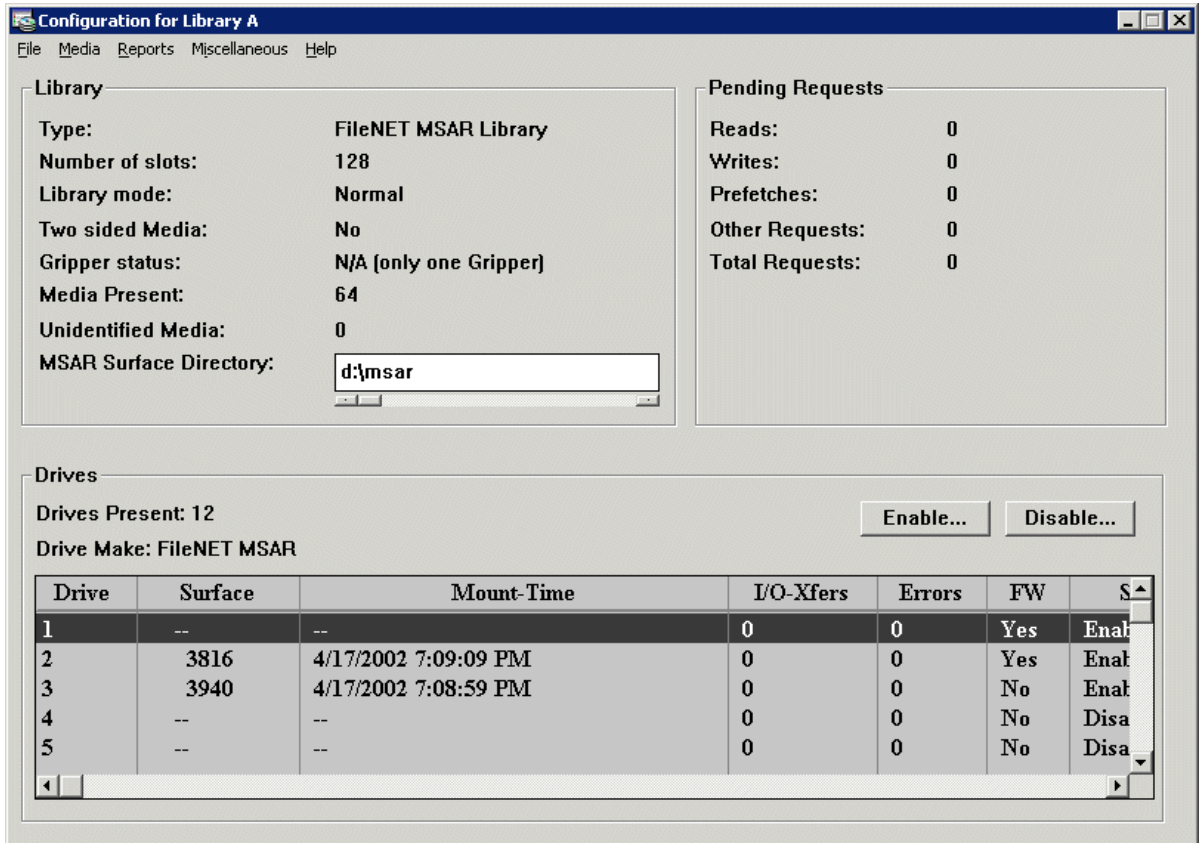 Configuration for Library A
File Media Reports Miscellaneous Help
Library
Type: FileNET MSAR Library
Number of slots: 128
Library mode: Normal
Two sided Media: No
Gripper status: N/A (only one Gripper)
Media Present: 64
Unidentified Media: 0
MSAR Surface Directory: d:\msar
Pending Requests
Reads: 0
Writes: 0
Prefetches: 0
Other Requests: 0
Total Requests: 0
Drives
Drives Present: 12
Enable... Disable...
Drive Make: FileNET MSAR
Drive Surface Mount-Time I/O-Xfers Errors FW S
1 -- -- 0 0 Yes Enab
2 3816 4/17/2002 7:09:09 PM 0 0 Yes Enab
3 3940 4/17/2002 7:08:59 PM 0 0 No Enab
4 -- -- 0 0 No Disa
5 -- -- 0 0 No Disa